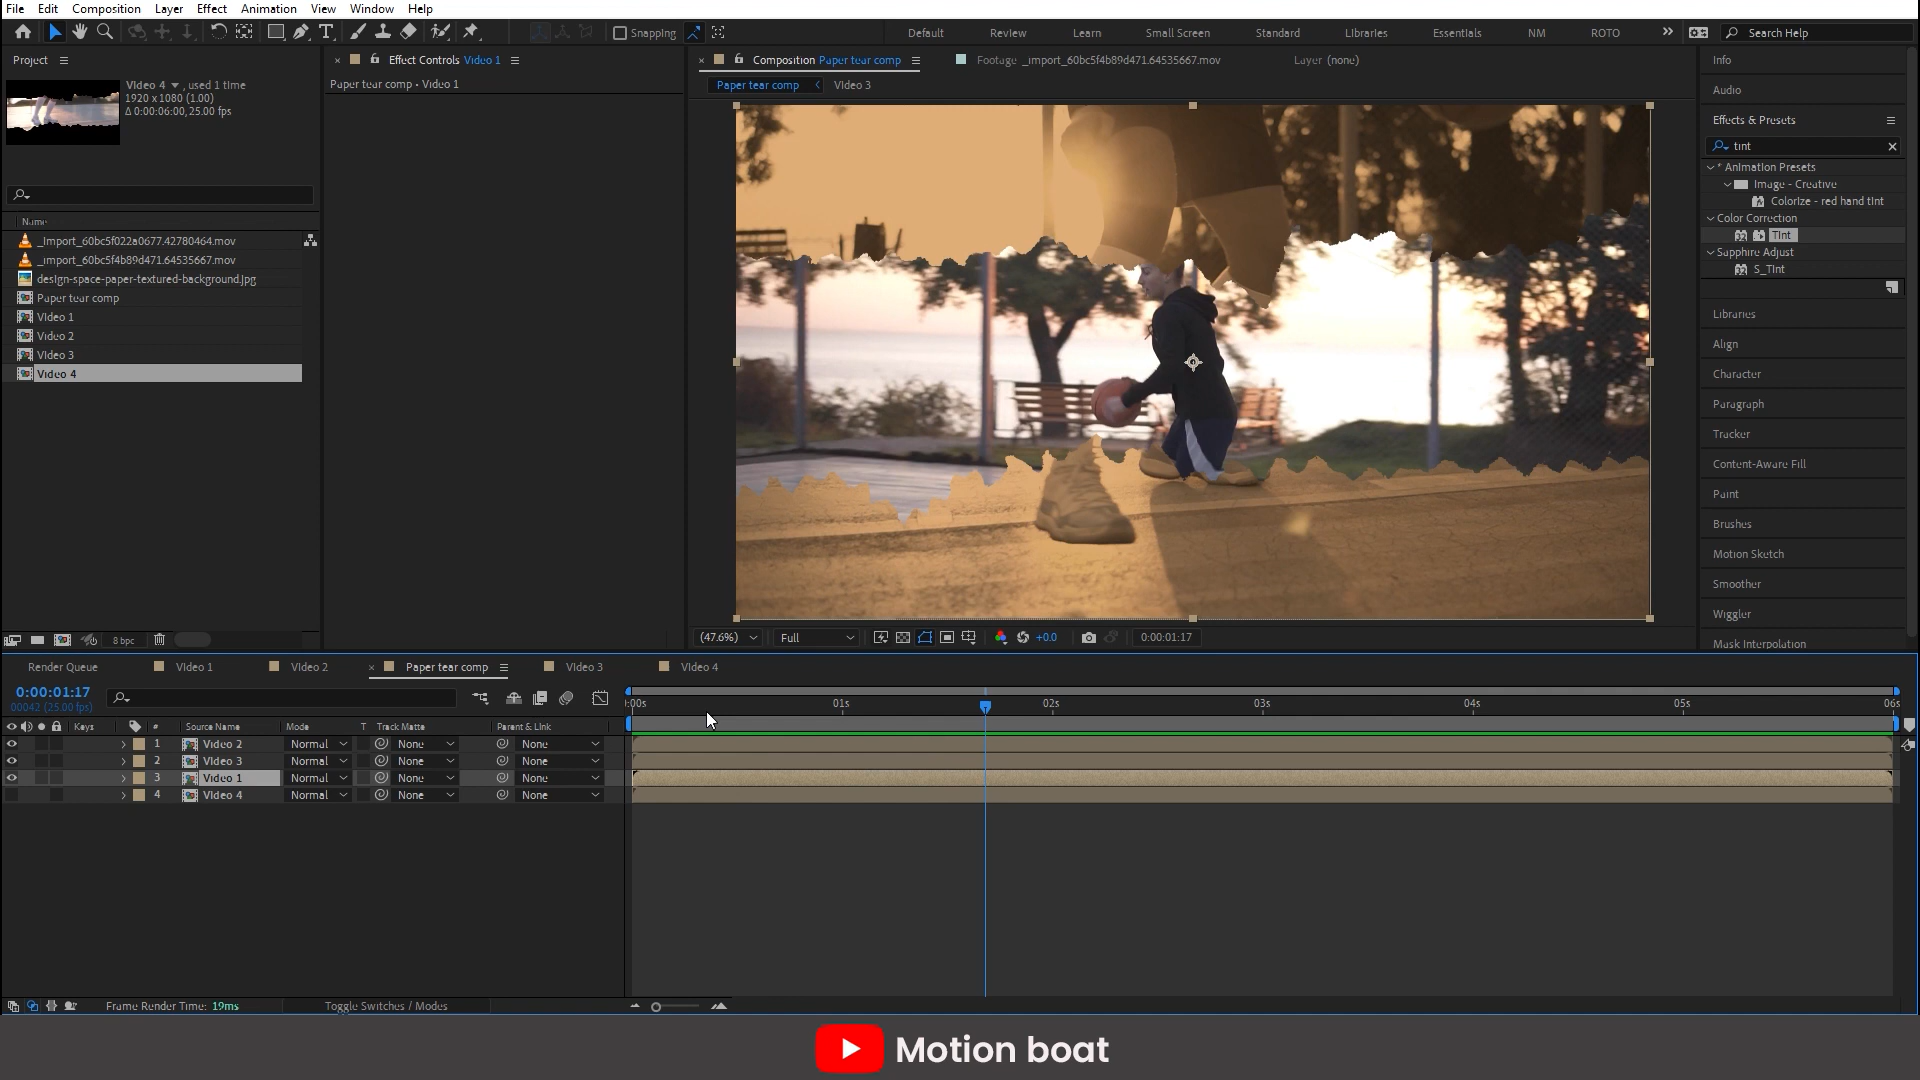 File Edit Composition Layer Effect Animation View Window Help
Snapping Default Review Learn Small Screen Standard Libraries Essentials NM ROTO Search Help
Project
Video 4 , used 1 time
1920 x 1080 (1.00)
Δ 0:00:06:00, 25.00 fps
Name
_import_60bc5f022a0677.42780464.mov
_import_60bc5f4b89d471.64535667.mov
design-space-paper-textured-background.jpg
Paper tear comp
Video 1
Video 2
Video 3
Video 4
8 bpc
Effect Controls Video 1
Paper tear comp • Video 1
Composition Paper tear comp Footage _import_60bc5f4b89d471.64535667.mov Layer (none)
Paper tear comp Video 3
(47.6%) Full +0.0 0:00:01:17
Info
Audio
Effects & Presets
tint
* Animation Presets
Image - Creative
Colorize - red hand tint
Color Correction
32 Tint
Sapphire Adjust
32 S_Tint
Libraries
Align
Character
Paragraph
Tracker
Content-Aware Fill
Paint
Brushes
Motion Sketch
Smoother
Wiggler
Mask Interpolation
Render Queue Video 1 Video 2 Paper tear comp Video 3 Video 4
0:00:01:17
00042 (25.00 fps)
:00s 01s 02s 03s 04s 05s 06s
Keys # Source Name Mode T Track Matte Parent & Link
1 Video 2 Normal None None
2 Video 3 Normal None None
3 Video 1 Normal None None
4 Video 4 Normal None None
Frame Render Time: 19ms Toggle Switches / Modes
Motion boat